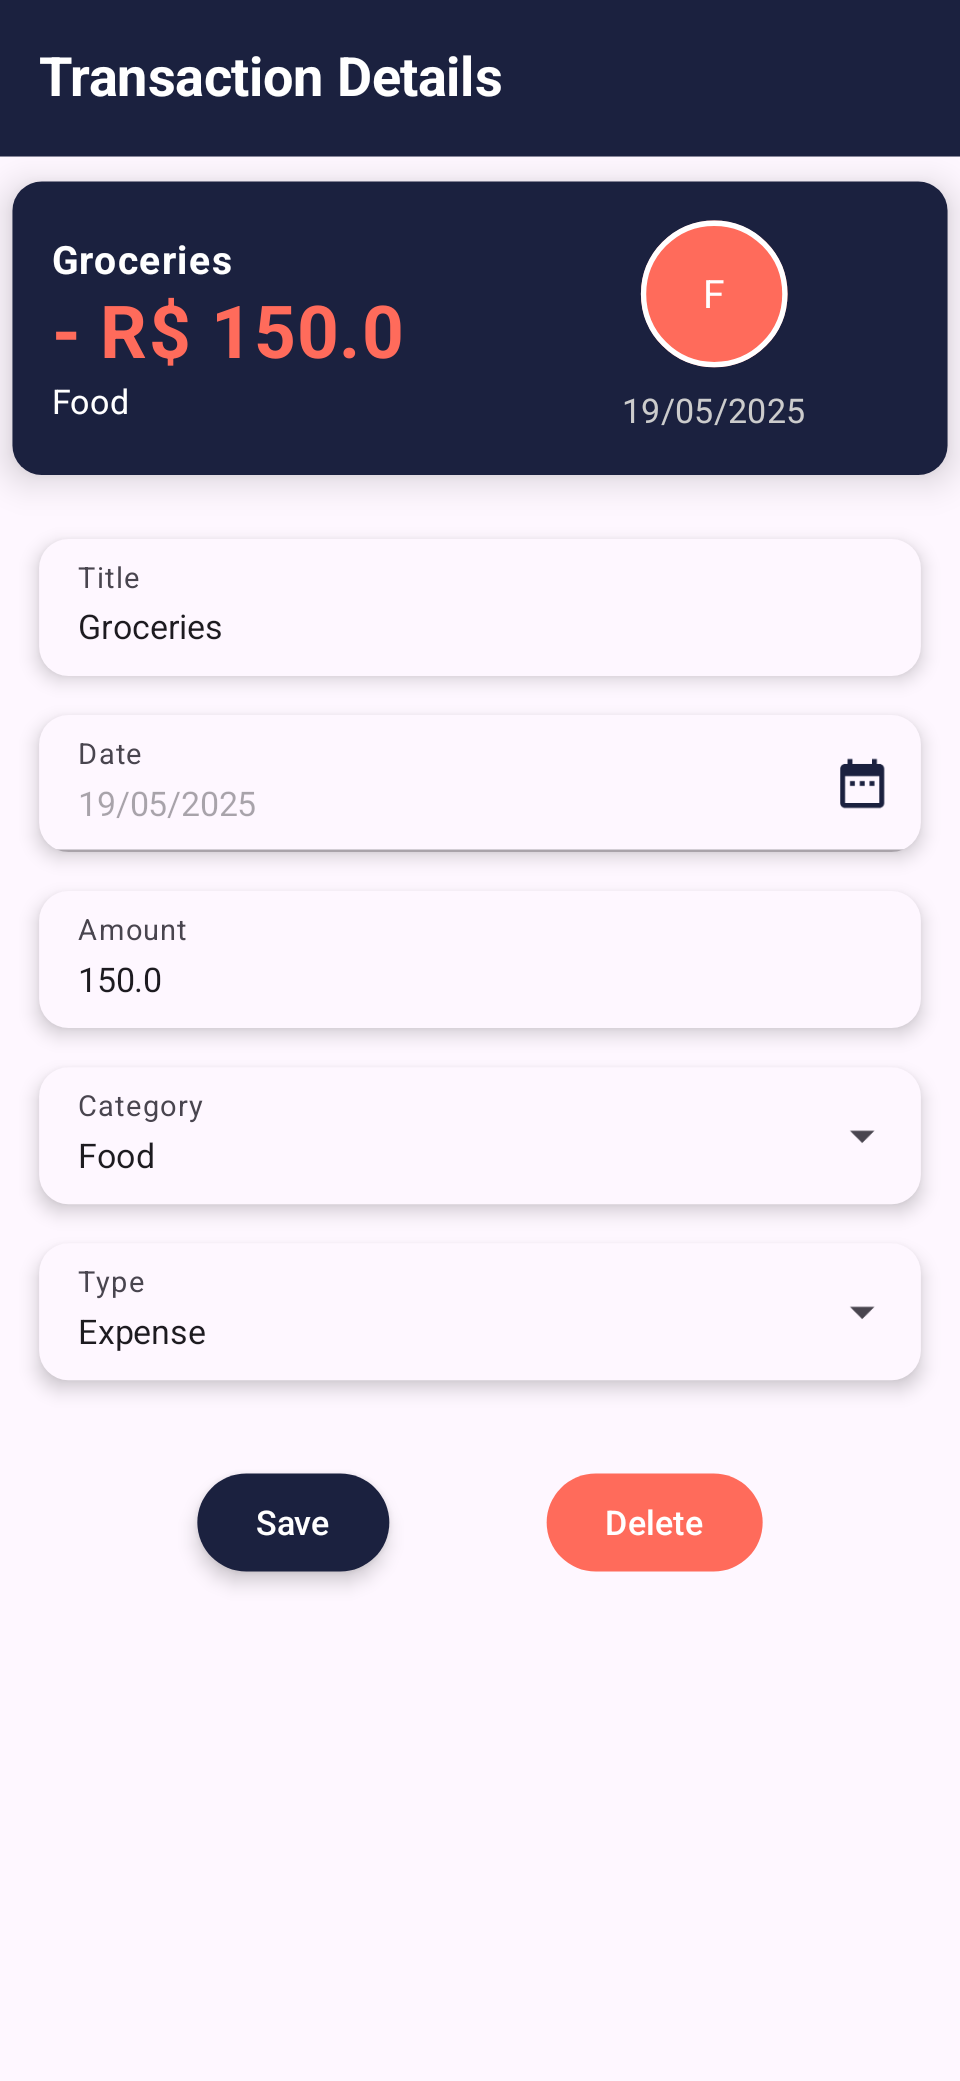 Transaction Details
Groceries
- R$ 150.0
Food
F
19/05/2025
Title
Groceries
Date
19/05/2025
Amount
150.0
Category
Food
Type
Expense
Save
Delete